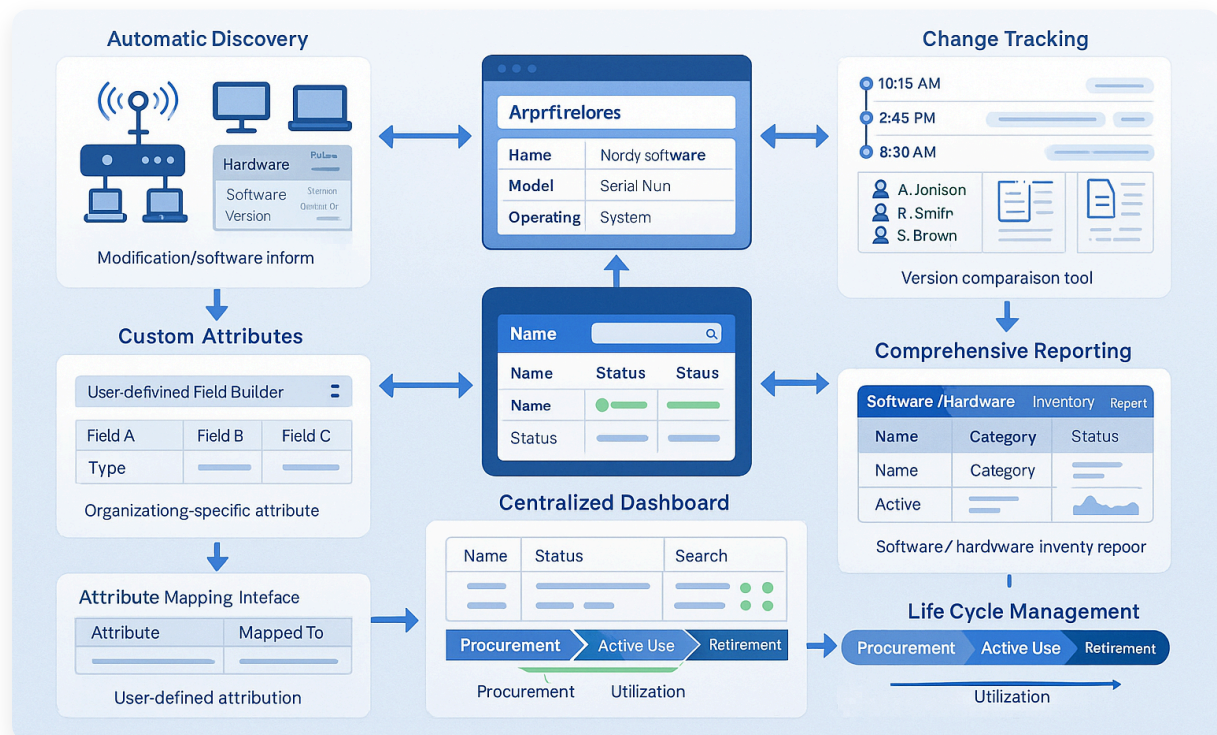 Automatic Discovery
Hardware
Software
Version
Modification/software inform
Custom Attributes
User-defivined Field Builder
Field A Field B Field C
Type
Organizationg-specific attribute
Attribute Mapping Inteface
Attribute Mapped To
User-defined attribution
Arprfirelores
Hame Nordy software
Model Serial Nun
Operating System
Name
Name Status Staus
Name
Status
Centralized Dashboard
Name Status Search
Procurement Active Use Retirement
Procurement Utilization
Change Tracking
10:15 AM
2:45 PM
8:30 AM
A. Jonison
R. Smifr
S. Brown
Version comparaison tool
Comprehensive Reporting
Software /Hardware Inventory Repert
Name Category Status
Name Category
Active
Software/ hardvware inventy repoor
Life Cycle Management
Procurement Active Use Retirement
Utilization